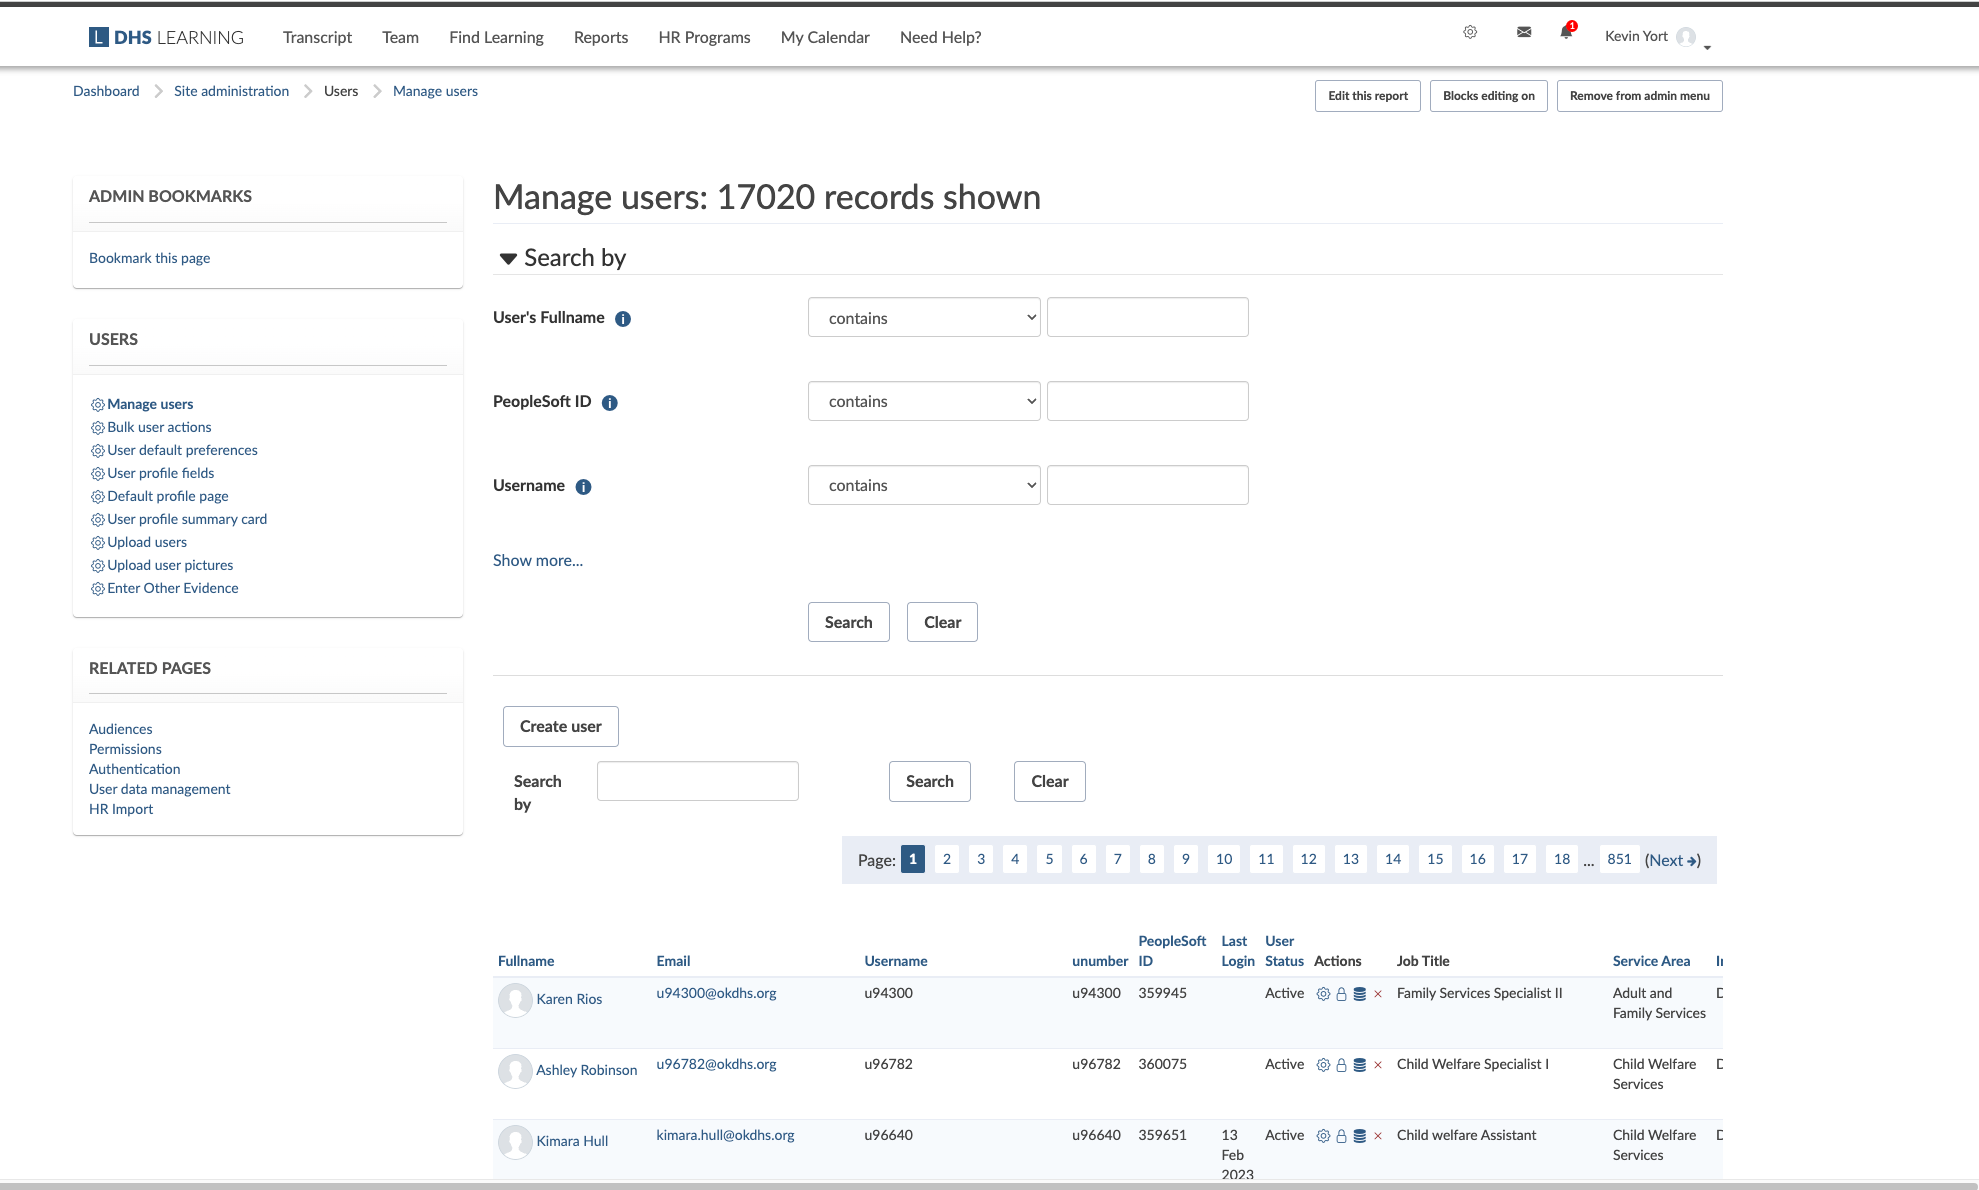 L DHS LEARNING Transcript Team Find Learning Reports HR Programs My Calendar Need Help? 1 Kevin Yort
Dashboard Site administration Users Manage users Edit this report Blocks editing on Remove from admin menu
ADMIN BOOKMARKS
Bookmark this page
USERS
Manage users
Bulk user actions
User default preferences
User profile fields
Default profile page
User profile summary card
Upload users
Upload user pictures
Enter Other Evidence
RELATED PAGES
Audiences
Permissions
Authentication
User data management
HR Import
Manage users: 17020 records shown
Search by
User's Fullname i contains
PeopleSoft ID i contains
Username i contains
Show more...
Search Clear
Create user
Search by Search Clear
Page: 1 2 3 4 5 6 7 8 9 10 11 12 13 14 15 16 17 18 ... 851 (Next →)
Fullname Email Username unumber PeopleSoft ID Last Login User Status Actions Job Title Service Area
Karen Rios u94300@okdhs.org u94300 u94300 359945 Active Family Services Specialist II Adult and Family Services
Ashley Robinson u96782@okdhs.org u96782 u96782 360075 Active Child Welfare Specialist I Child Welfare Services
Kimara Hull kimara.hull@okdhs.org u96640 u96640 359651 13 Feb 2023 Active Child welfare Assistant Child Welfare Services